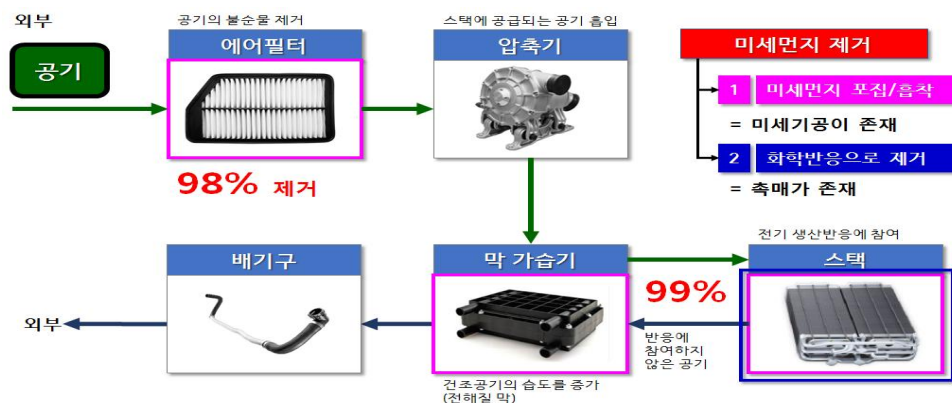 외부
공기
공기의 불순물 제거
에어필터
98% 제거
스택에 공급되는 공기 흡입
압축기
미세먼지 제거
1 미세먼지 포집/흡착
= 미세기공이 존재
2 화학반응으로 제거
= 촉매가 존재
배기구
외부
막 가습기
건조공기의 습도를 증가
(전해질 막)
99%
반응에
참여하지
않은 공기
전기 생산반응에 참여
스택